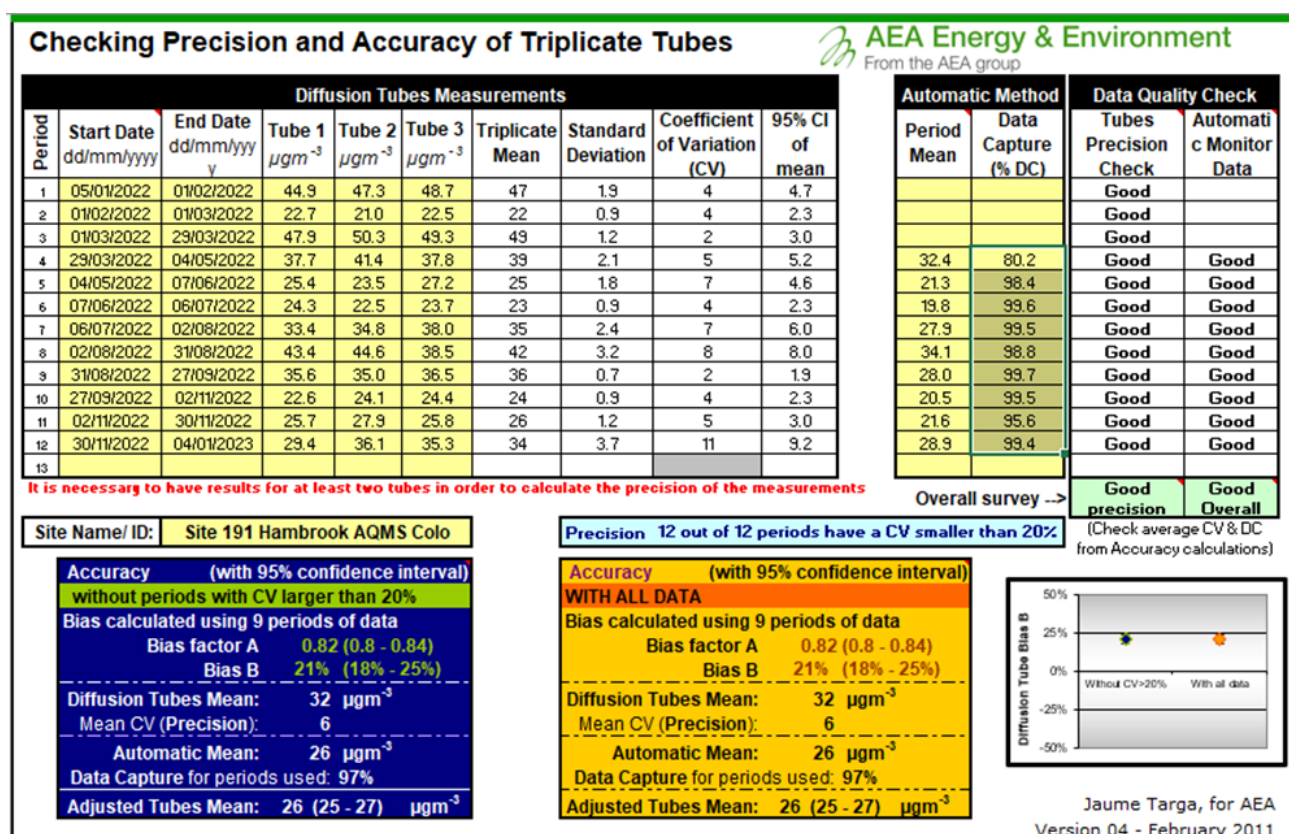 Checking Precision and Accuracy of Triplicate Tubes
AEA Energy & Environment
From the AEA group
Diffusion Tubes Measurements
Automatic Method
Data Quality Check
Period Start Date dd/mm/yyyy End Date dd/mm/yyyy Tube 1 µgm-3 Tube 2 µgm-3 Tube 3 µgm-3 Triplicate Mean Standard Deviation Coefficient of Variation (CV) 95% CI of mean Period Mean Data Capture (% DC) Tubes Precision Check Automatic Monitor Data
1 05/01/2022 01/02/2022 44.9 47.3 48.7 47 1.9 4 4.7 Good
2 01/02/2022 01/03/2022 22.7 21.0 22.5 22 0.9 4 2.3 Good
3 01/03/2022 29/03/2022 47.9 50.3 49.3 49 1.2 2 3.0 Good
4 29/03/2022 04/05/2022 37.7 41.4 37.8 39 2.1 5 5.2 32.4 80.2 Good Good
5 04/05/2022 07/06/2022 25.4 23.5 27.2 25 1.8 7 4.6 21.3 98.4 Good Good
6 07/06/2022 06/07/2022 24.3 22.5 23.7 23 0.9 4 2.3 19.8 99.6 Good Good
7 06/07/2022 02/08/2022 33.4 34.8 38.0 35 2.4 7 6.0 27.9 99.5 Good Good
8 02/08/2022 31/08/2022 43.4 44.6 38.5 42 3.2 8 8.0 34.1 98.8 Good Good
9 31/08/2022 27/09/2022 35.6 35.0 36.5 36 0.7 2 1.9 28.0 99.7 Good Good
10 27/09/2022 02/11/2022 22.6 24.1 24.4 24 0.9 4 2.3 20.5 99.5 Good Good
11 02/11/2022 30/11/2022 25.7 27.9 25.8 26 1.2 5 3.0 21.6 95.6 Good Good
12 30/11/2022 04/01/2023 29.4 36.1 35.3 34 3.7 11 9.2 28.9 99.4 Good Good
13
It is necessary to have results for at least two tubes in order to calculate the precision of the measurements
Overall survey --> Good precision Good Overall
Site Name/ ID: Site 191 Hambrook AQMS Colo
Precision 12 out of 12 periods have a CV smaller than 20%
(Check average CV & DC from Accuracy calculations)
Accuracy (with 95% confidence interval)
without periods with CV larger than 20%
Bias calculated using 9 periods of data
Bias factor A 0.82 (0.8 - 0.84)
Bias B 21% (18% - 25%)
Diffusion Tubes Mean: 32 µgm-3
Mean CV (Precision): 6
Automatic Mean: 26 µgm-3
Data Capture for periods used: 97%
Adjusted Tubes Mean: 26 (25 - 27) µgm-3
Accuracy (with 95% confidence interval)
WITH ALL DATA
Bias calculated using 9 periods of data
Bias factor A 0.82 (0.8 - 0.84)
Bias B 21% (18% - 25%)
Diffusion Tubes Mean: 32 µgm-3
Mean CV (Precision): 6
Automatic Mean: 26 µgm-3
Data Capture for periods used: 97%
Adjusted Tubes Mean: 26 (25 - 27) µgm-3
Diffusion Tube Bias B
50%
25%
0%
-25%
-50%
Without CV>20% With all data
Jaume Targa, for AEA
Version 04 - February 2011